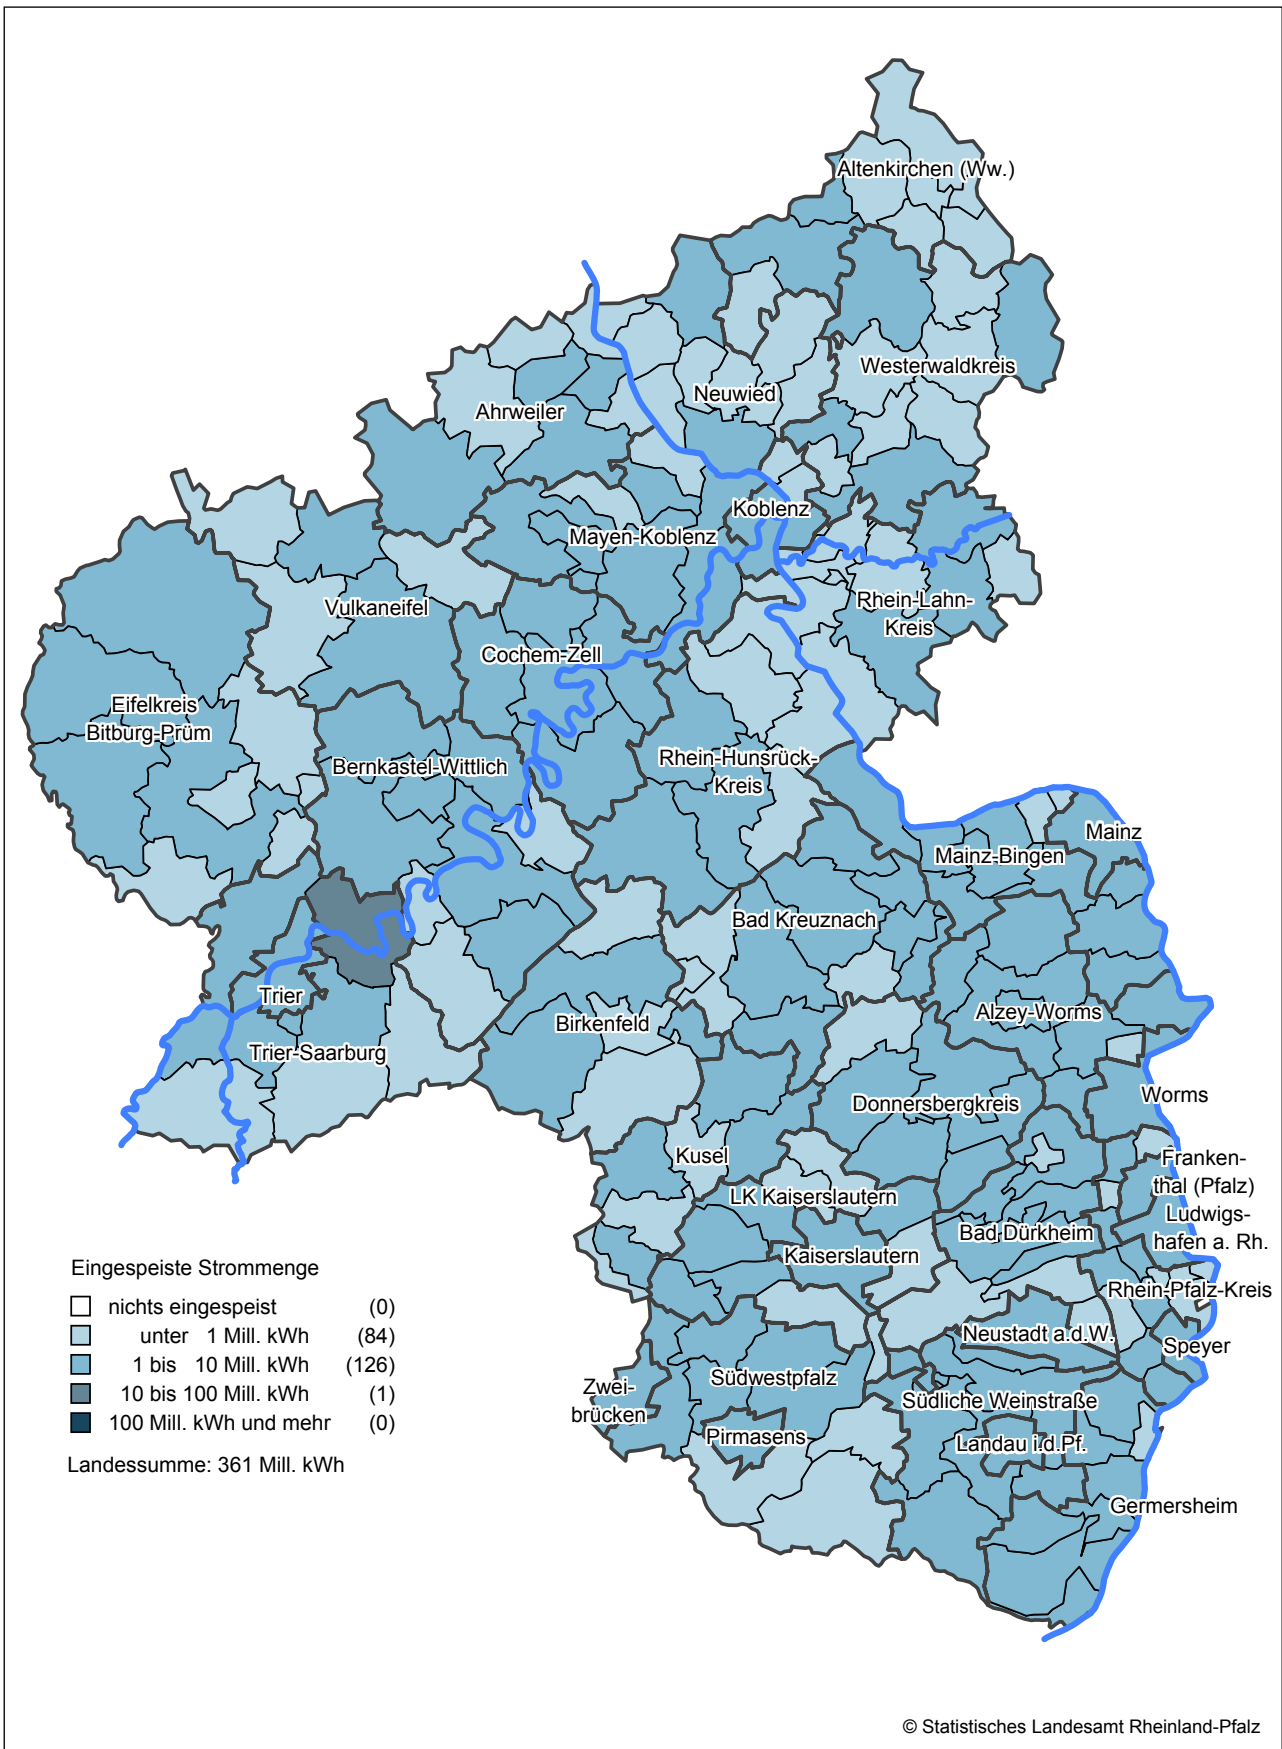 Altenkirchen (Ww.)
Westerwaldkreis
Neuwied
Ahrweiler
Koblenz
Mayen-Koblenz
Vulkaneifel
Rhein-Lahn-
Kreis
Cochem-Zell
Eifelkreis
Bitburg-Prüm
Bernkastel-Wittlich
Rhein-Hunsrück-
Kreis
Mainz
Mainz-Bingen
Bad Kreuznach
Trier
Alzey-Worms
Birkenfeld
Trier-Saarburg
Worms
Donnersbergkreis
Kusel
Franken-
thal (Pfalz)
LK Kaiserslautern
Ludwigs-
hafen a. Rh.
Bad Dürkheim
Kaiserslautern
Rhein-Pfalz-Kreis
Neustadt a.d.W.
Speyer
Südwestpfalz
Zwei-
brücken
Südliche Weinstraße
Pirmasens
Landau i.d.Pf.
Germersheim
Eingespeiste Strommenge
nichts eingespeist (0)
unter 1 Mill. kWh (84)
1 bis 10 Mill. kWh (126)
10 bis 100 Mill. kWh (1)
100 Mill. kWh und mehr (0)
Landessumme: 361 Mill. kWh
© Statistisches Landesamt Rheinland-Pfalz